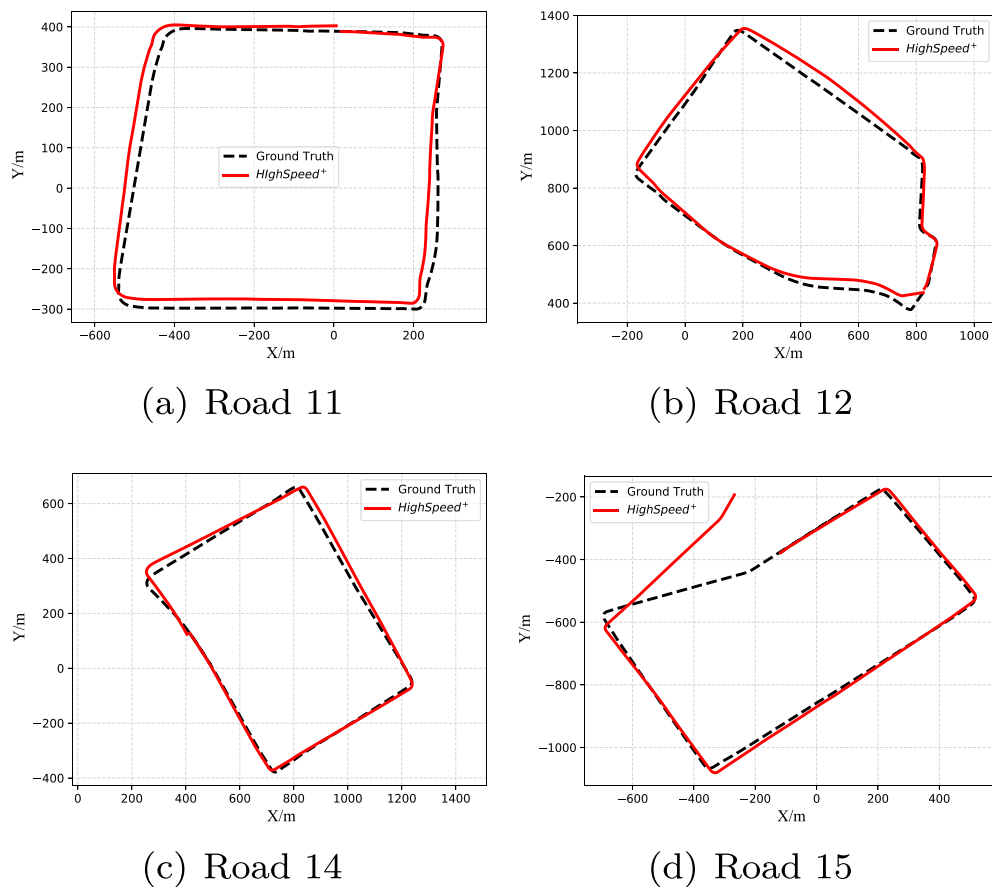 400
300
200
100
0
−100
−200
−300
Y/m
−600
−400
−200
0
200
X/m
Ground Truth
HIghSpeed⁺
(a) Road 11
1400
1200
1000
800
600
400
Y/m
−200
0
200
400
600
800
1000
X/m
Ground Truth
HighSpeed⁺
(b) Road 12
600
400
200
0
−200
−400
Y/m
0
200
400
600
800
1000
1200
1400
X/m
Ground Truth
HighSpeed⁺
(c) Road 14
−200
−400
−600
−800
−1000
Y/m
−600
−400
−200
0
200
400
X/m
Ground Truth
HighSpeed⁺
(d) Road 15